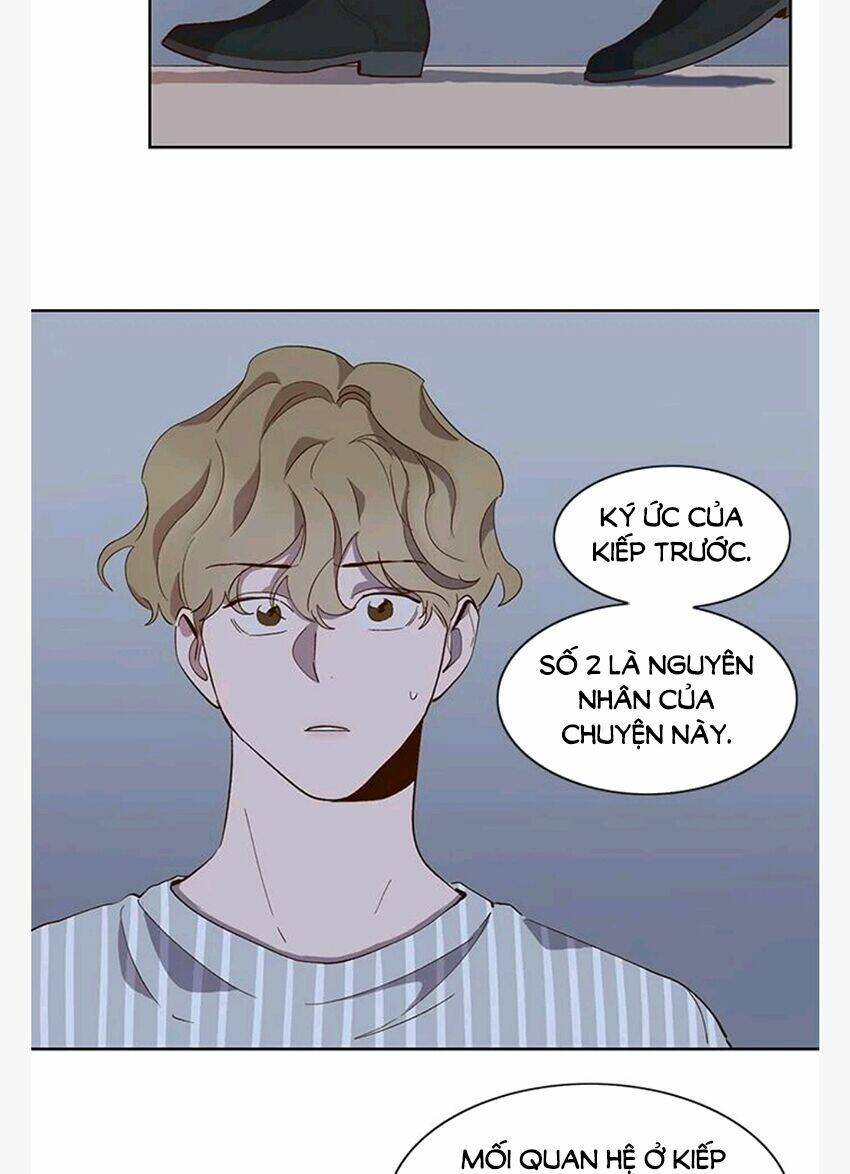 KÝ ỨC CỦA
KIẾP TRƯỚC.
SỐ 2 LÀ NGUYÊN
NHÂN CỦA
CHUYỆN NÀY.
MỐI QUAN HỆ Ở KIẾP